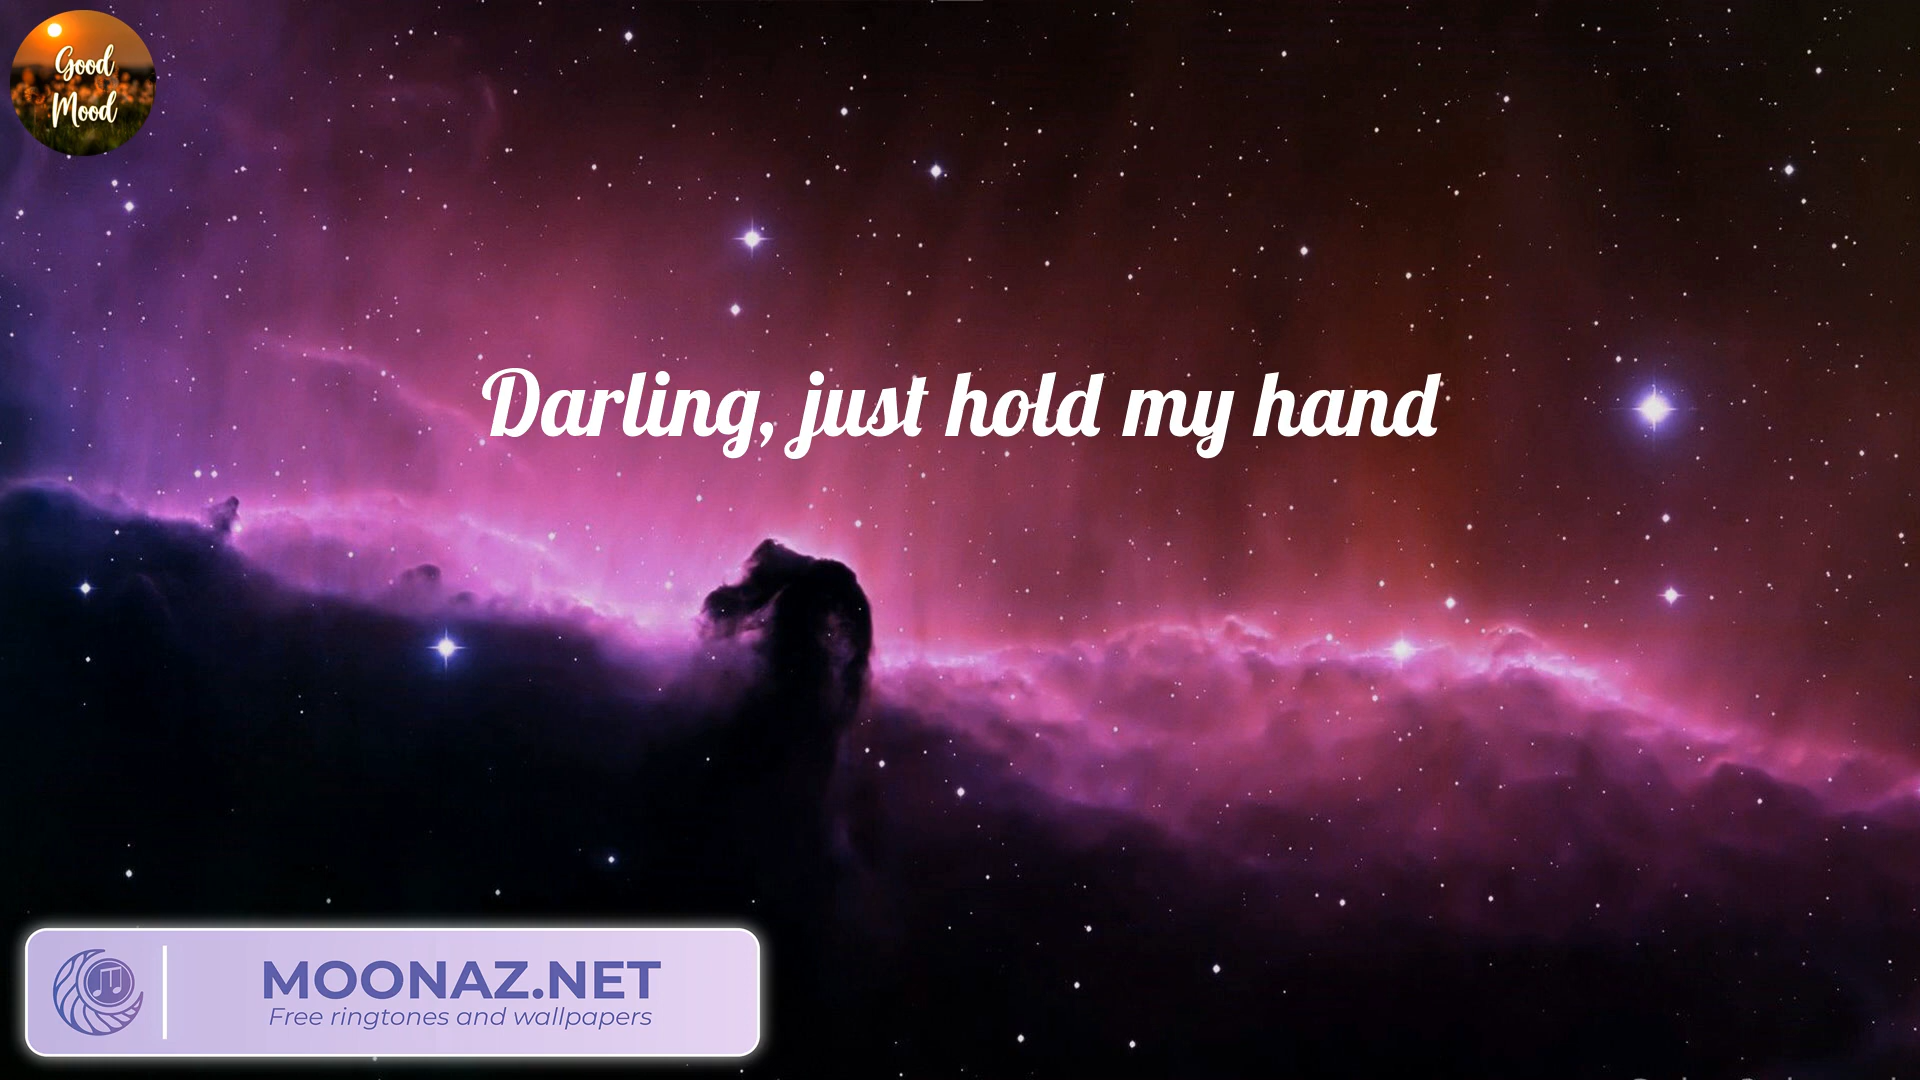 Good
Mood
Darling, just hold my hand
MOONAZ.NET
Free ringtones and wallpapers